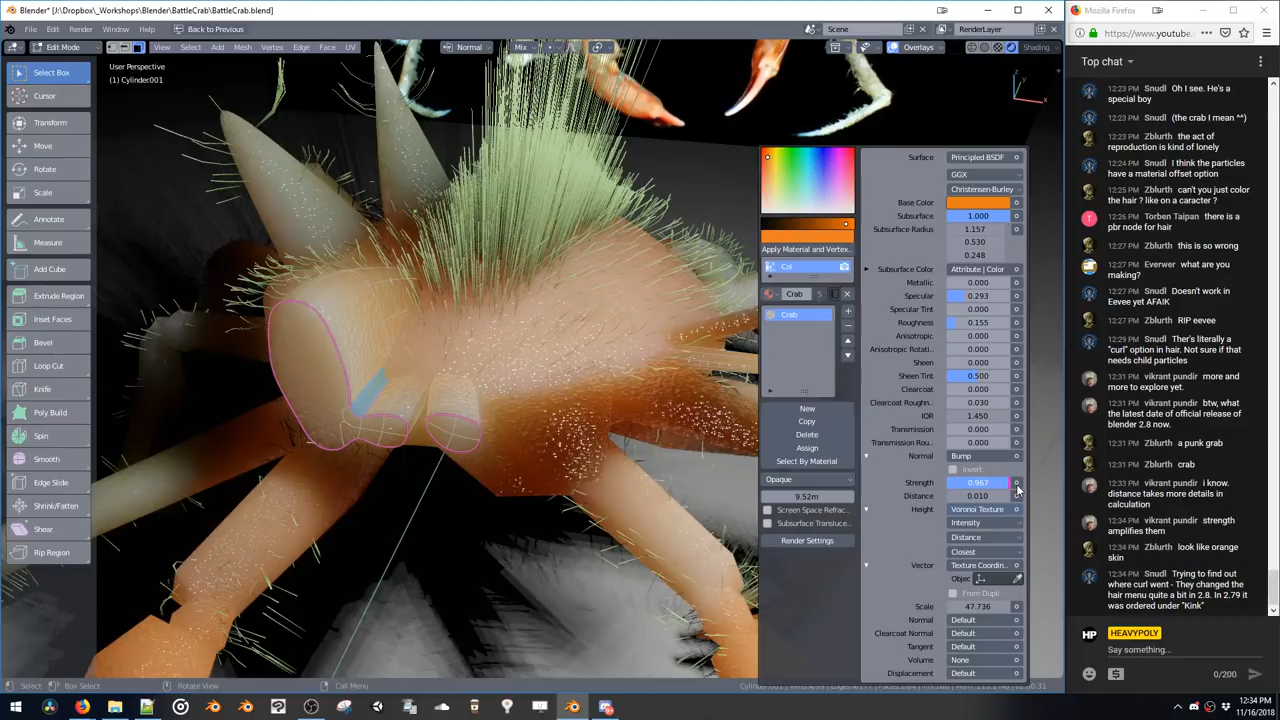 Blender* [J:\Dropbox\_Workshops\Blender\BattleCrab\BattleCrab.blend]
File Edit Render Window Help Back to Previous Scene RenderLayer
Edit Mode View Select Add Mesh Vertex Edge Face UV Normal Mix Overlays Shading
User Perspective
(1) Cylinder001
Select Box
Cursor
Transform
Move
Rotate
Scale
Annotate
Measure
Add Cube
Extrude Region
Inset Faces
Bevel
Loop Cut
Knife
Poly Build
Spin
Smooth
Edge Slide
Shrink/Fatten
Shear
Rip Region
Apply Material and Vertex...
Col
Crab 5
Crab
New
Copy
Delete
Assign
Select By Material
Opaque
9.52m
Screen Space Refrac...
Subsurface Transluce...
Render Settings
Surface Principled BSDF
GGX
Christensen-Burley
Base Color
Subsurface 1.000
Subsurface Radius 1.157
0.530
0.248
Subsurface Color Attribute | Color
Metallic 0.000
Specular 0.293
Specular Tint 0.000
Roughness 0.155
Anisotropic 0.000
Anisotropic Rotati.. 0.000
Sheen 0.000
Sheen Tint 0.500
Clearcoat 0.000
Clearcoat Roughn.. 0.030
IOR 1.450
Transmission 0.000
Transmission Rou.. 0.000
Normal Bump
Invert
Strength 0.967
Distance 0.010
Height Voronoi Texture
Intensity
Distance
Closest
Vector Texture Coordin..
Objec
From Dupli
Scale 47.736
Normal Default
Clearcoat Normal Default
Tangent Default
Volume None
Displacement Default
Select Box Select Rotate View Call Menu
Mozilla Firefox
https://www.youtube.
Top chat
12:23 PM Snudl Oh I see. He's a
special boy
12:23 PM Snudl (the crab I mean ^^)
12:23 PM Zblurth the act of
reproduction is kind of lonely
12:24 PM Snudl I think the particles
have a material offset option
12:25 PM Zblurth can't you just color
the hair ? like on a caracter ?
12:26 PM Torben Taipan there is a
pbr node for hair
12:27 PM Zblurth this is so wrong
12:27 PM Everwer what are you
making?
12:27 PM Snudl Doesn't work in
Eevee yet AFAIK
12:27 PM Zblurth RIP eevee
12:29 PM Snudl Ther's literally a
"curl" option in hair. Not sure if that
needs child particles
12:31 PM vikrant pundir more and
more to explore yet.
12:31 PM vikrant pundir btw, what
the latest date of official release of
blender 2.8 now.
12:31 PM Zblurth a punk grab
12:31 PM Zblurth crab
12:33 PM vikrant pundir i know.
distance takes more details in
calculation
12:34 PM vikrant pundir strength
amplifies them
12:34 PM Zblurth look like orange
skin
12:34 PM Snudl Trying to find out
where curl went - They changed the
hair menu quite a bit in 2.8. In 2.79 it
was ordered under "Kink"
HP HEAVYPOLY
Say something...
0/200
12:34 PM
11/16/2018